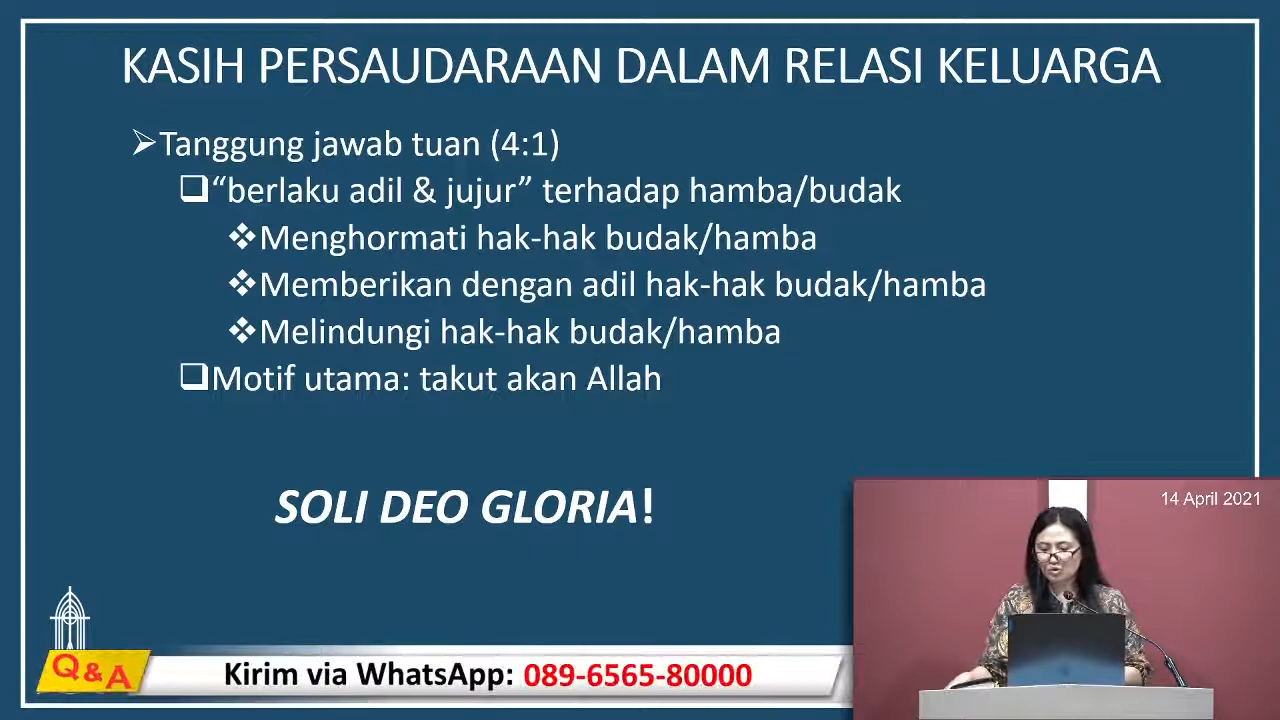 KASIH PERSAUDARAAN DALAM RELASI KELUARGA
➢Tanggung jawab tuan (4:1)
❑“berlaku adil & jujur” terhadap hamba/budak
❖Menghormati hak-hak budak/hamba
❖Memberikan dengan adil hak-hak budak/hamba
❖Melindungi hak-hak budak/hamba
❑Motif utama: takut akan Allah
SOLI DEO GLORIA!
14 April 2021
Q&A
Kirim via WhatsApp: 089-6565-80000